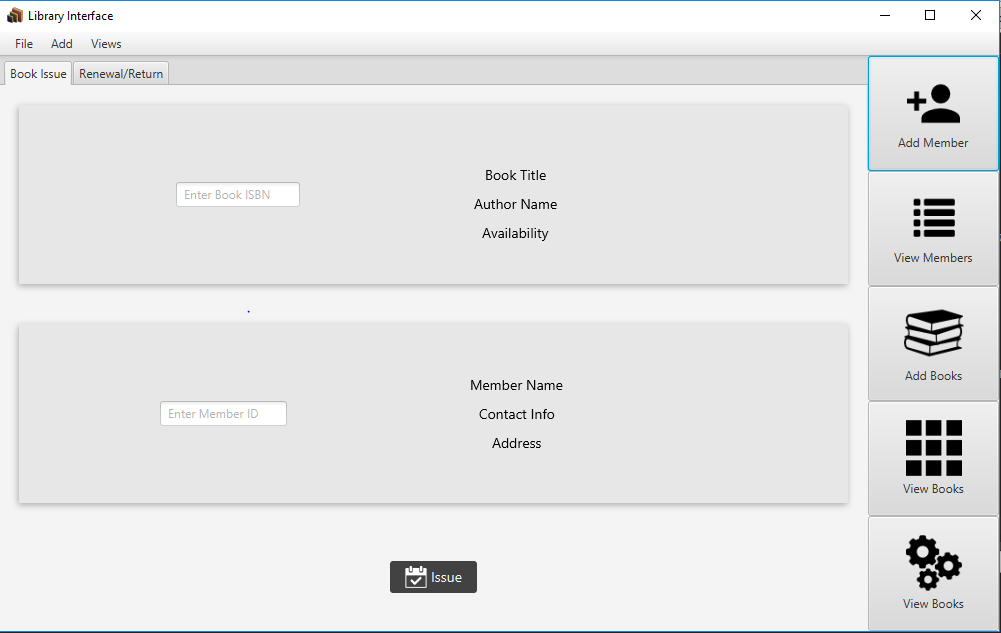 Library Interface
File Add Views
Book Issue Renewal/Return
Enter Book ISBN
Book Title
Author Name
Availability
Enter Member ID
Member Name
Contact Info
Address
Issue
Add Member
View Members
Add Books
View Books
View Books